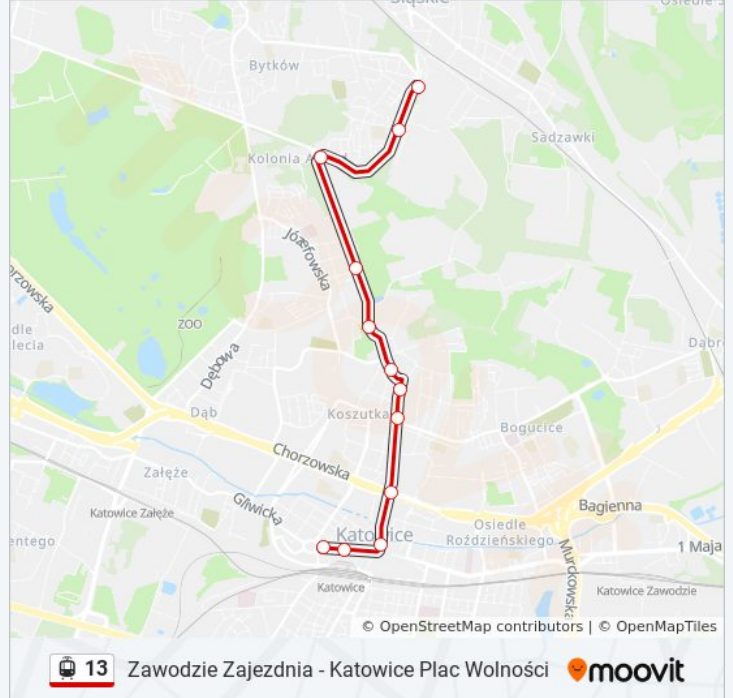 Śląskie
Osiedle
Bytków
Sadzawki
Kolonia A
Józefowska
orzowska
ZOO
dle
lecia
Dębowa
Dąbro
Dąb
Koszutka
Bogucice
Chorzowska
Załęże
Gliwicka
Bagienna
Katowice Załęże
Osiedle
Roździeńskiego
Katowice
entego
1 Maja
Murckowska
Katowice
Katowice Zawodzie
© OpenStreetMap contributors | © OpenMapTiles
13 Zawodzie Zajezdnia - Katowice Plac Wolności moovit